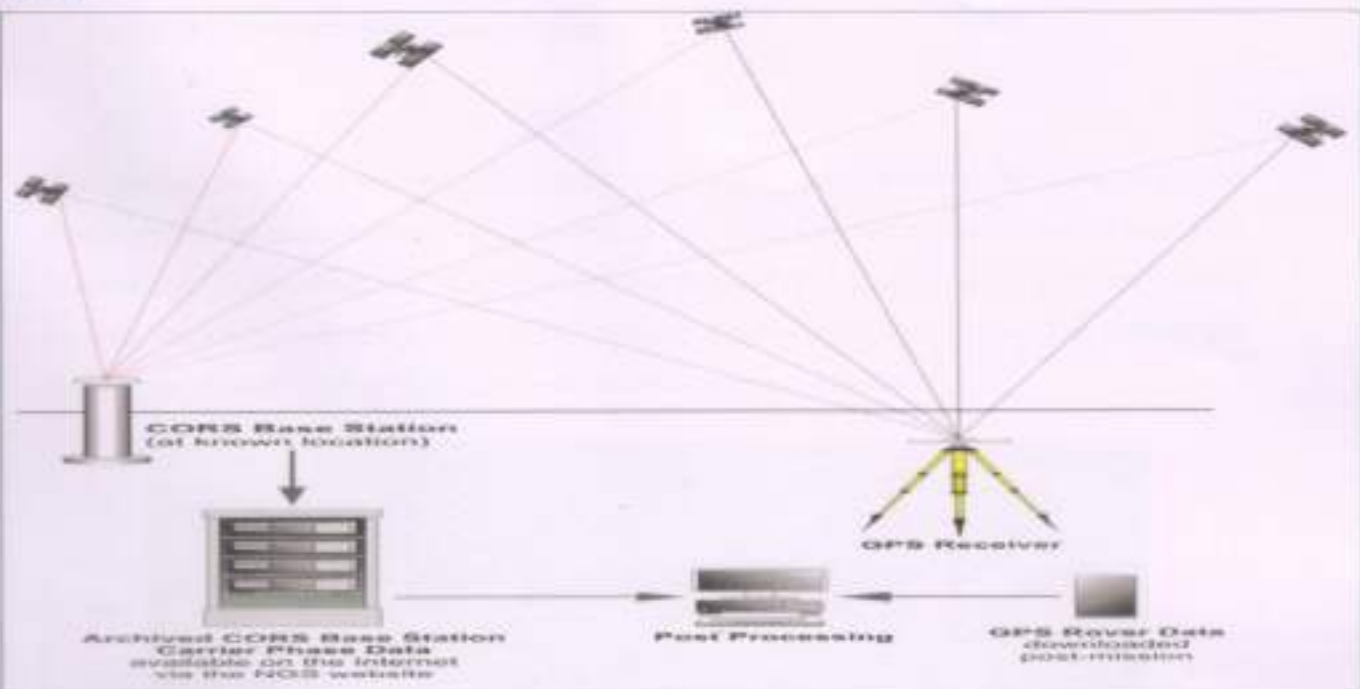 CORS Base Station
(at known location)
GPS Receiver
Archived CORS Base Station
Carrier Phase Data
available on the Internet
via the NGS website
Post Processing
GPS Rover Data
downloaded
post-mission